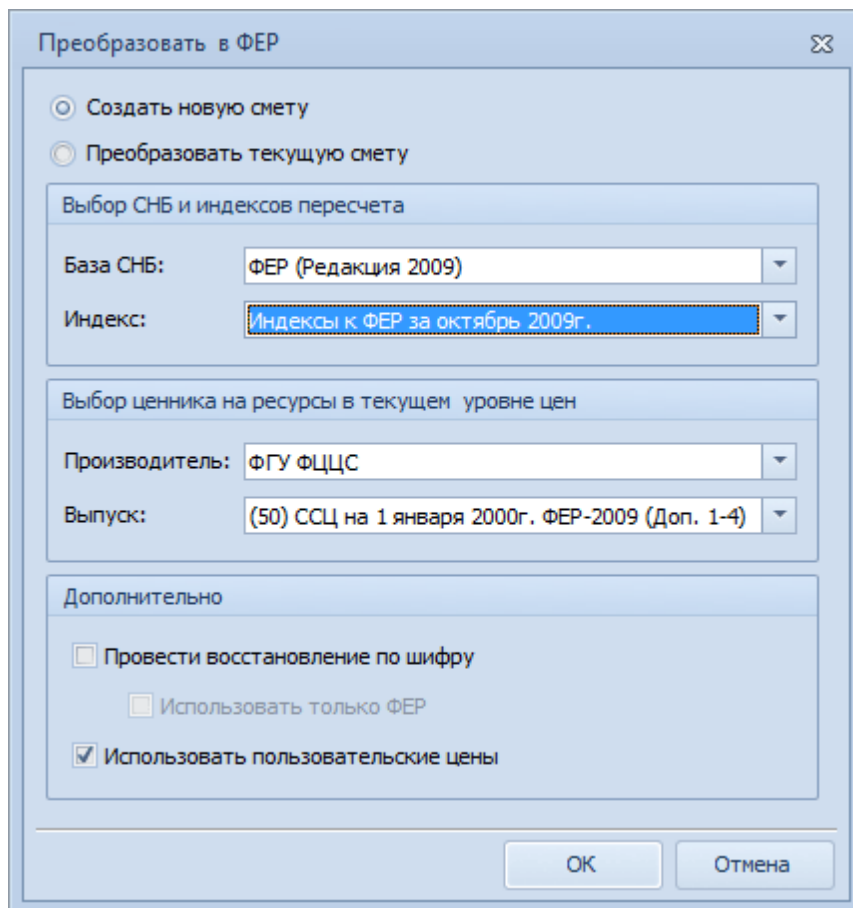 Преобразовать в ФЕР
Создать новую смету
Преобразовать текущую смету
Выбор СНБ и индексов пересчета
База СНБ: ФЕР (Редакция 2009)
Индекс: Индексы к ФЕР за октябрь 2009г.
Выбор ценника на ресурсы в текущем уровне цен
Производитель: ФГУ ФЦЦС
Выпуск: (50) ССЦ на 1 января 2000г. ФЕР-2009 (Доп. 1-4)
Дополнительно
Провести восстановление по шифру
Использовать только ФЕР
Использовать пользовательские цены
ОК Отмена